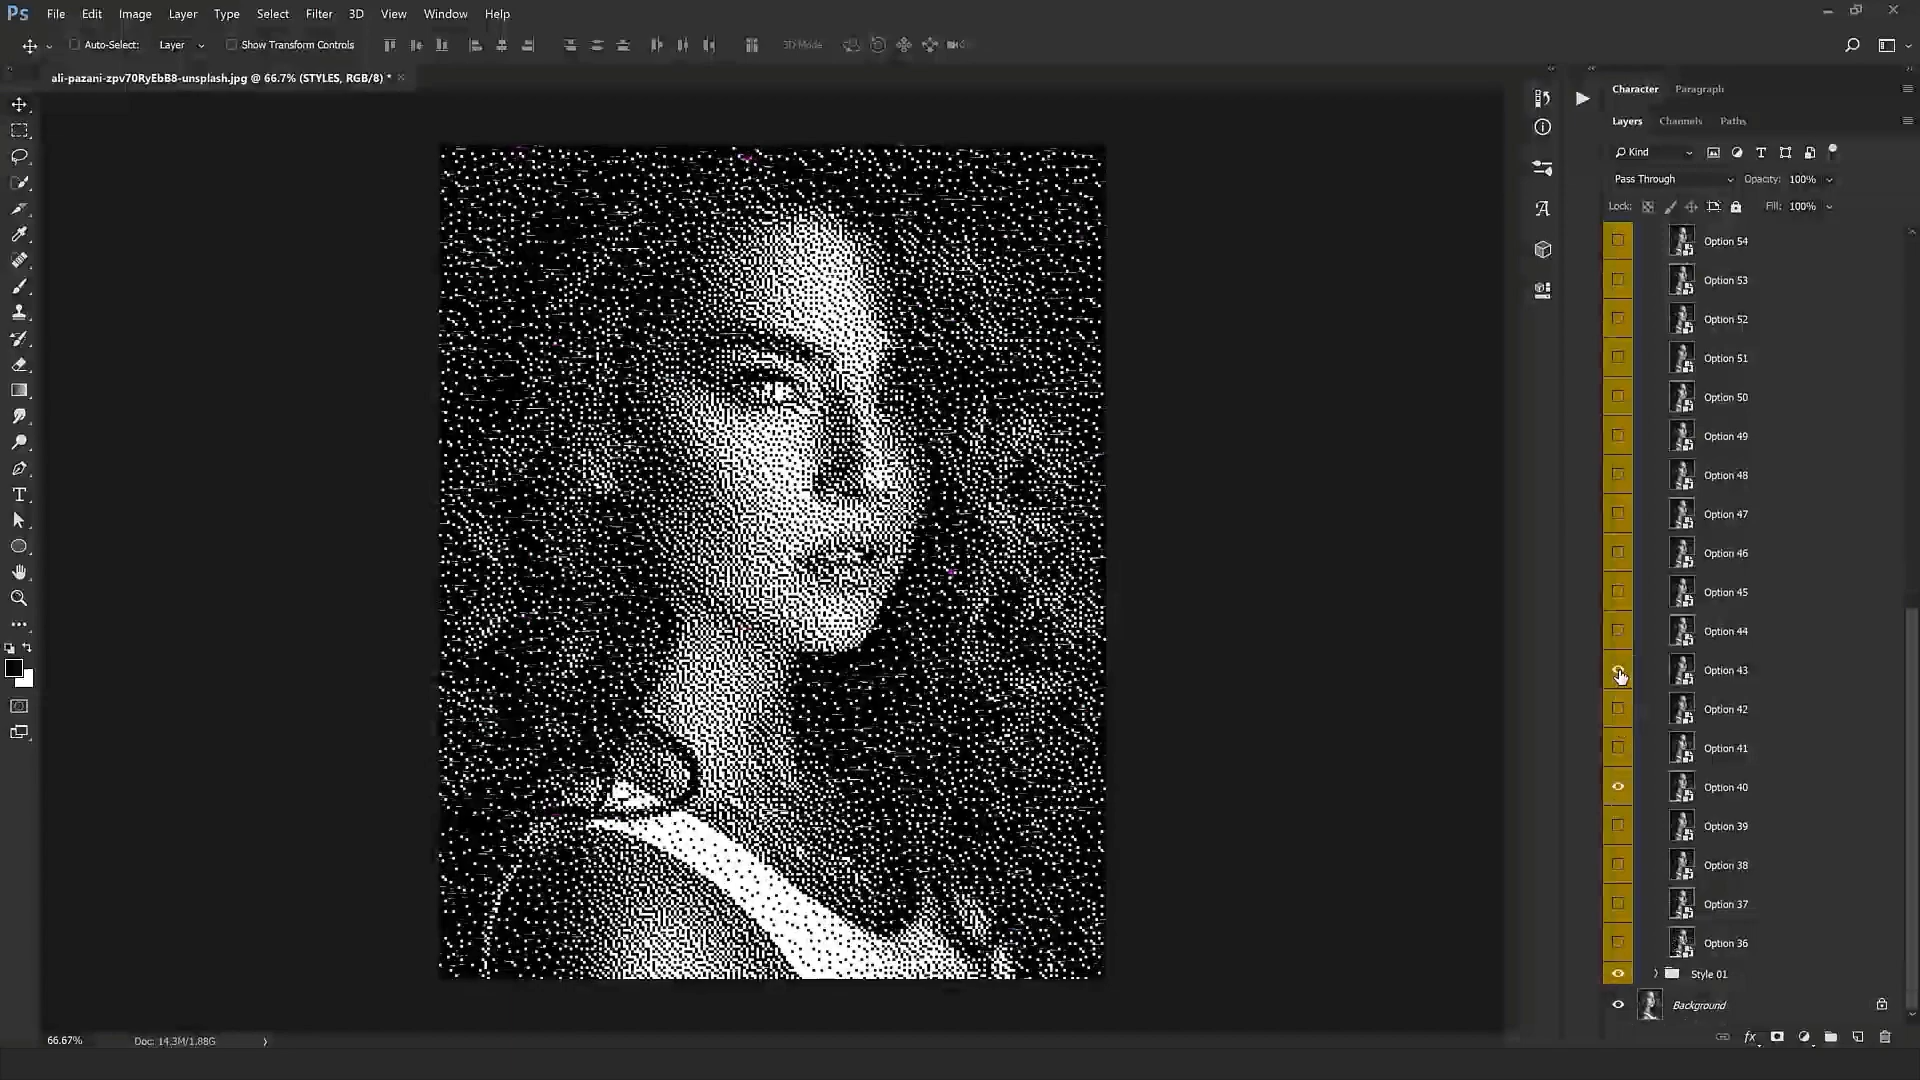 Ps File Edit Image Layer Type Select Filter 3D View Window Help
Auto-Select: Layer Show Transform Controls 3D Mode
ali-pazani-zpv70RyEbB8-unsplash.jpg @ 66.7% (STYLES, RGB/8) *
Character Paragraph
Layers Channels Paths
Kind
Pass Through Opacity: 100%
Lock: Fill: 100%
Option 54
Option 53
Option 52
Option 51
Option 50
Option 49
Option 48
Option 47
Option 46
Option 45
Option 44
Option 43
Option 42
Option 41
Option 40
Option 39
Option 38
Option 37
Option 36
Style 01
Background
66.67% Doc: 14.3M/1.88G